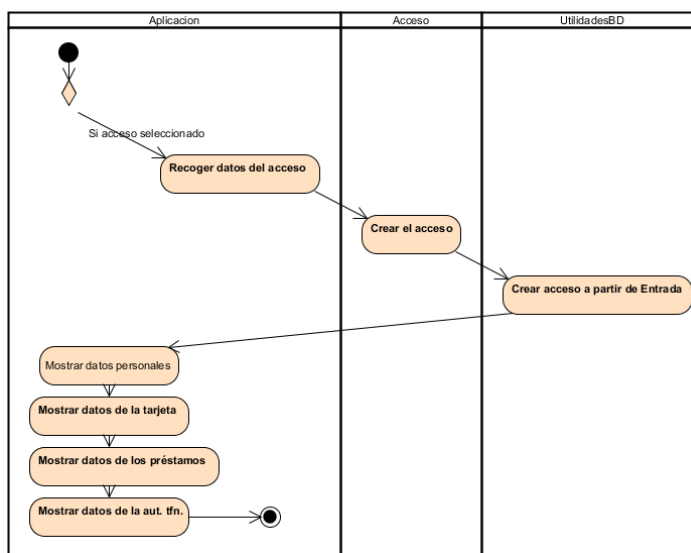 Aplicacion
Acceso
UtilidadesBD
Si acceso seleccionado
Recoger datos del acceso
Crear el acceso
Crear acceso a partir de Entrada
Mostrar datos personales
Mostrar datos de la tarjeta
Mostrar datos de los préstamos
Mostrar datos de la aut. tfn.